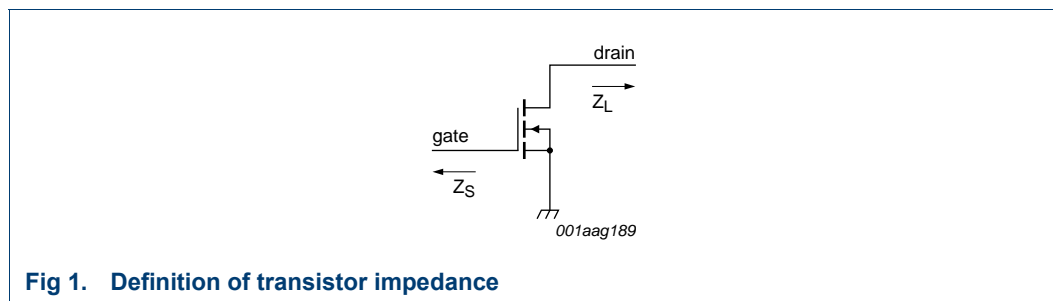 drain
Z_L
gate
Z_S
001aag189
Fig 1. Definition of transistor impedance